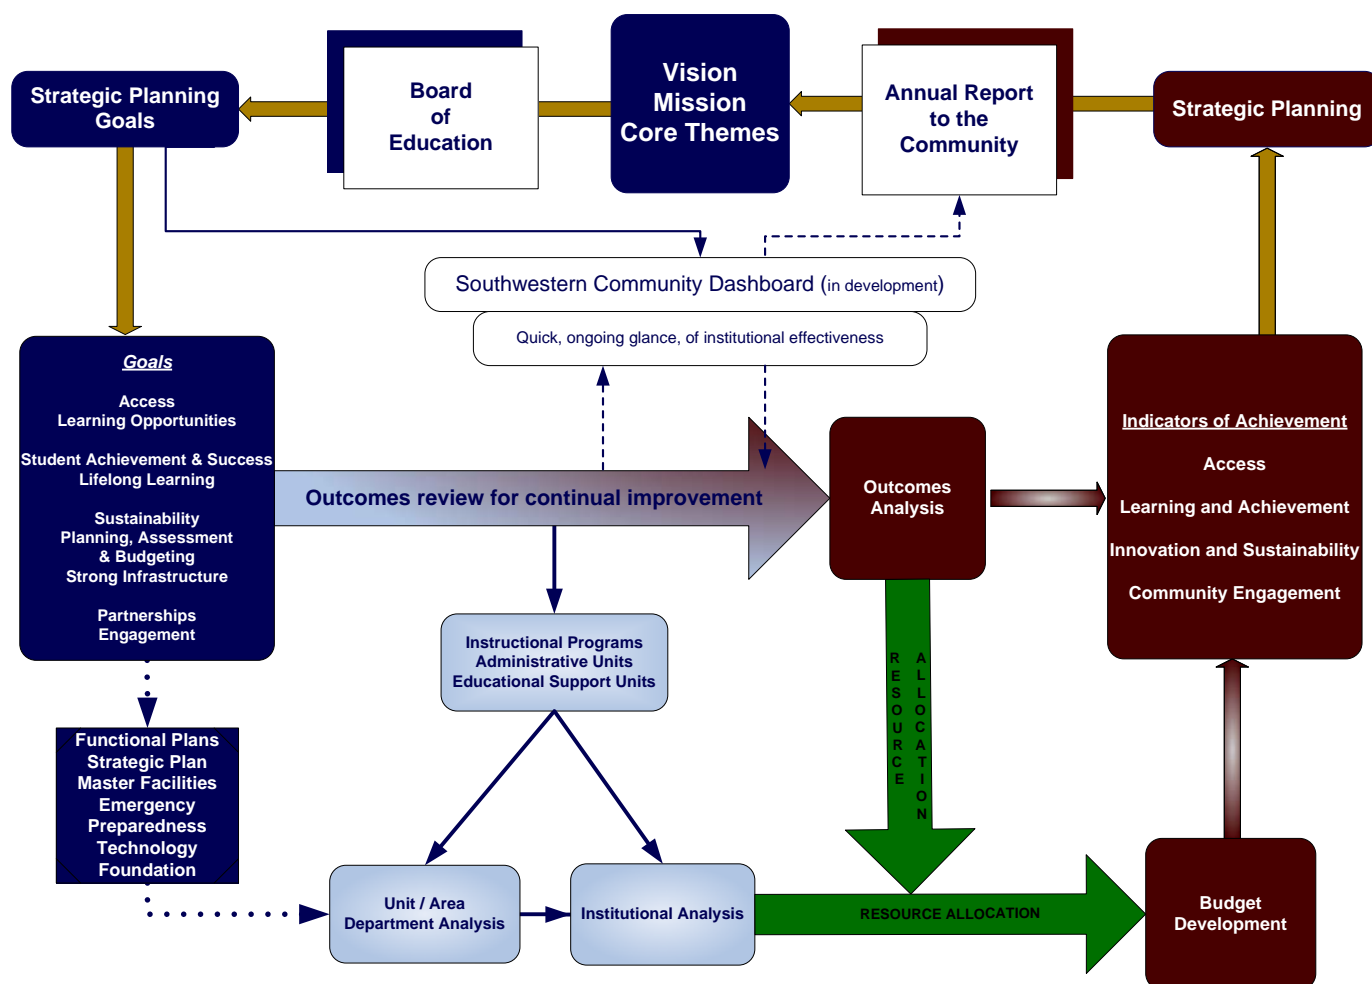 Strategic Planning
Goals
Board
of
Education
Vision
Mission
Core Themes
Annual Report
to the
Community
Strategic Planning
Southwestern Community Dashboard (in development)
Quick, ongoing glance, of institutional effectiveness
Goals
Access
Learning Opportunities
Student Achievement & Success
Lifelong Learning
Sustainability
Planning, Assessment
& Budgeting
Strong Infrastructure
Partnerships
Engagement
Outcomes review for continual improvement
Outcomes
Analysis
Indicators of Achievement
Access
Learning and Achievement
Innovation and Sustainability
Community Engagement
Instructional Programs
Administrative Units
Educational Support Units
RESOURCE
ALLOCATION
Functional Plans
Strategic Plan
Master Facilities
Emergency
Preparedness
Technology
Foundation
Unit / Area
Department Analysis
Institutional Analysis
RESOURCE ALLOCATION
Budget
Development